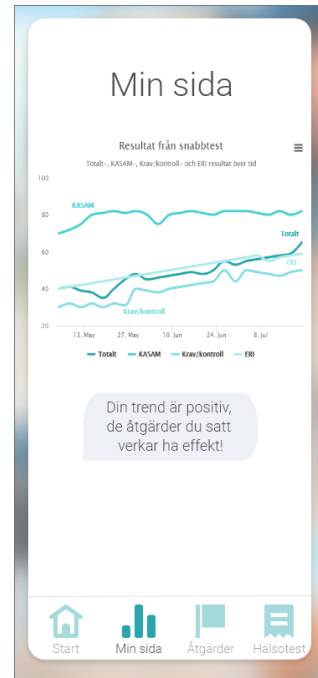 Min sida
Resultat från snabbtest
Totalt-, KASAM-, Krav/kontroll- och ERI resultat över tid
100
80
60
40
20
KASAM
Totalt
ERI
Krav/kontroll
13. May 27. May 10. Jun 24. Jun 8. Jul
Totalt KASAM Krav/kontroll ERI
Din trend är positiv,
de åtgärder du satt
verkar ha effekt!
Start Min sida Åtgärder Hälsotest